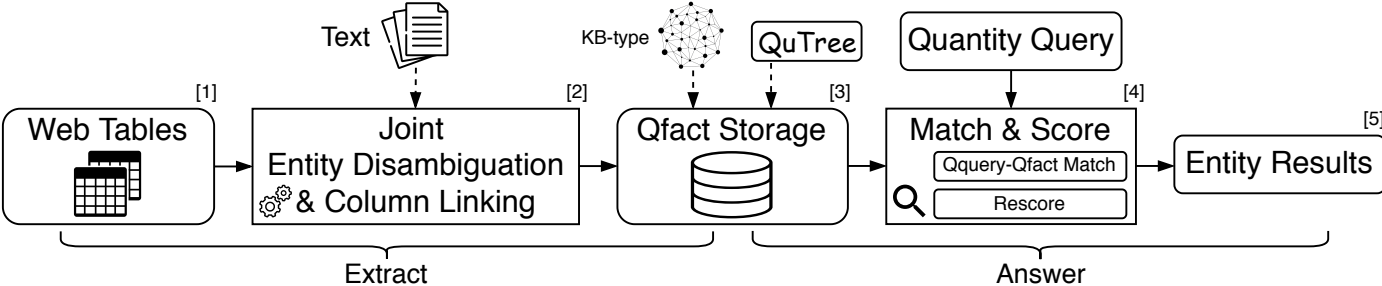 Text
KB-type
QuTree
Quantity Query
[1]
[2]
[3]
[4]
[5]
Web Tables
Joint
Entity Disambiguation
& Column Linking
Qfact Storage
Match & Score
Qquery-Qfact Match
Rescore
Entity Results
Extract
Answer